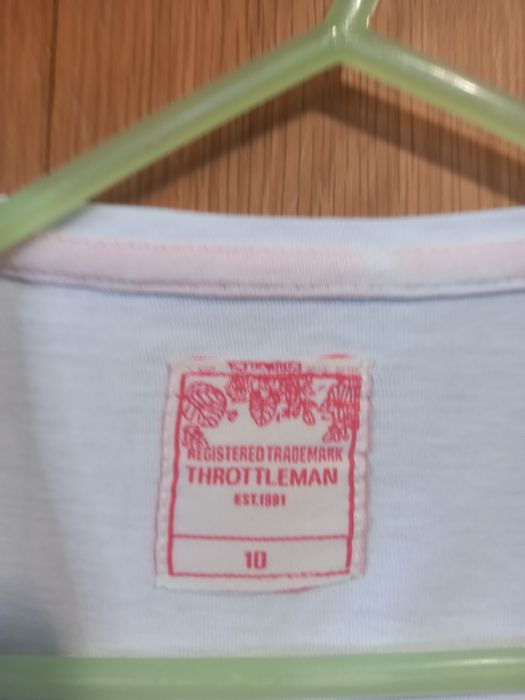 REGISTERED TRADEMARK
THROTTLEMAN
EST.1991
10